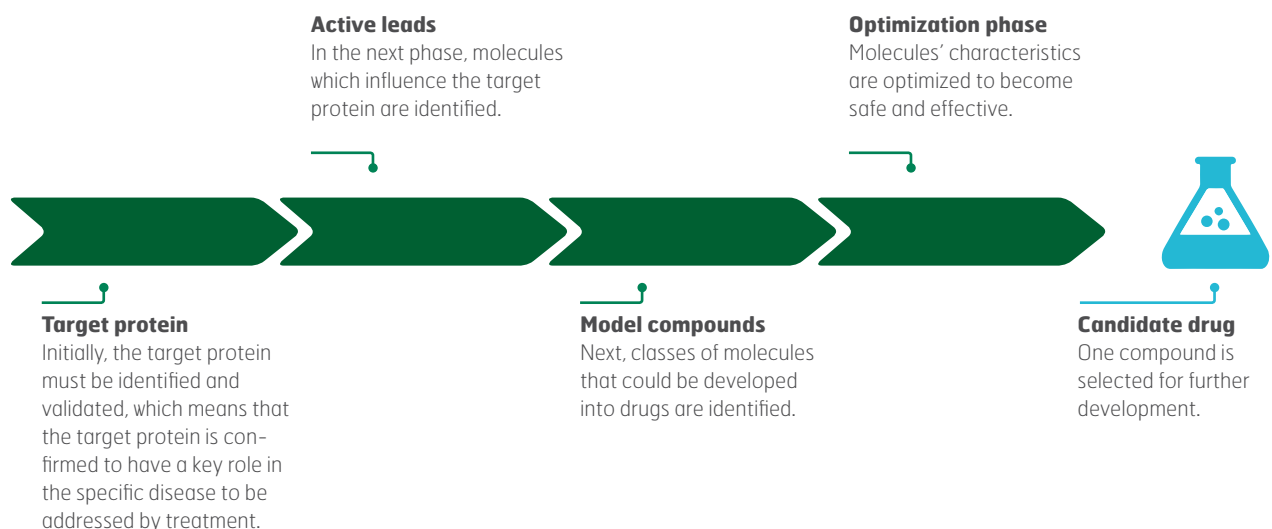 Active leads
In the next phase, molecules
which influence the target
protein are identified.
Optimization phase
Molecules’ characteristics
are optimized to become
safe and effective.
Target protein
Initially, the target protein
must be identified and
validated, which means that
the target protein is con-
firmed to have a key role in
the specific disease to be
addressed by treatment.
Model compounds
Next, classes of molecules
that could be developed
into drugs are identified.
Candidate drug
One compound is
selected for further
development.